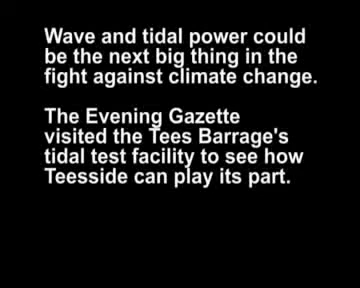 Wave and tidal power could
be the next big thing in the
fight against climate change.
The Evening Gazette
visited the Tees Barrage's
tidal test facility to see how
Teesside can play its part.